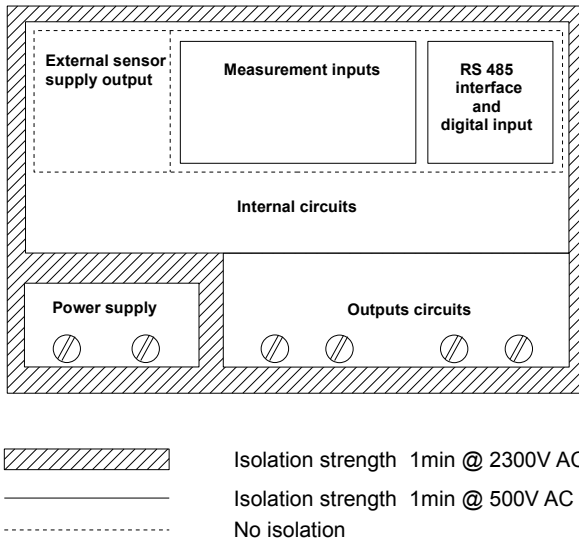 External sensor
supply output
Measurement inputs
RS 485
interface
and
digital input
Internal circuits
Power supply
Outputs circuits
Isolation strength 1min @ 2300V AC
Isolation strength 1min @ 500V AC
No isolation